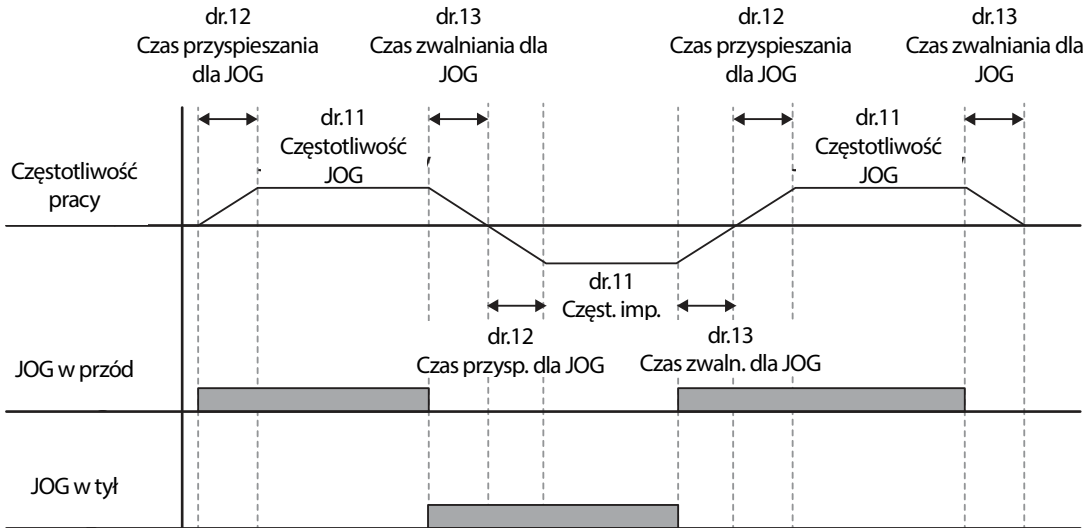 dr.12
Czas przyspieszania
dla JOG
dr.13
Czas zwalniania dla
JOG
dr.12
Czas przyspieszania
dla JOG
dr.13
Czas zwalniania dla
JOG
dr.11
Częstotliwość
JOG
dr.11
Częstotliwość
JOG
Częstotliwość
pracy
dr.11
Częst. imp.
dr.12
Czas przysp. dla JOG
dr.13
Czas zwaln. dla JOG
JOG w przód
JOG w tył